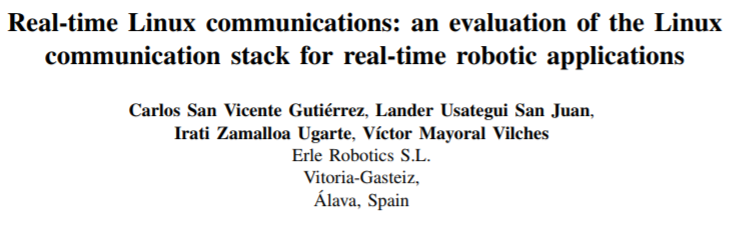 Real-time Linux communications: an evaluation of the Linux
communication stack for real-time robotic applications
Carlos San Vicente Gutiérrez, Lander Usategui San Juan,
Irati Zamalloa Ugarte, Víctor Mayoral Vilches
Erle Robotics S.L.
Vitoria-Gasteiz,
Álava, Spain